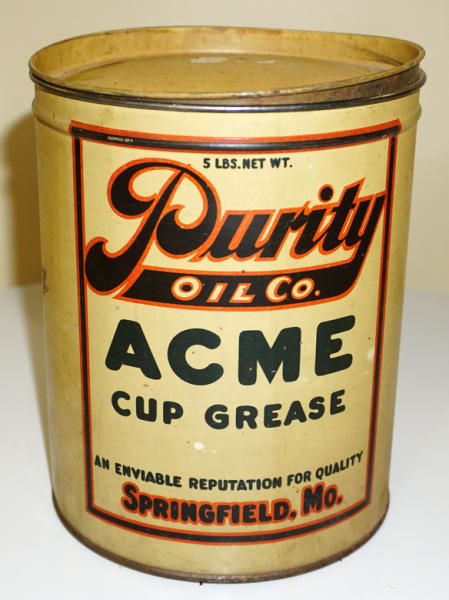 5 LBS. NET WT.
Purity
OIL CO.
ACME
CUP GREASE
AN ENVIABLE REPUTATION FOR QUALITY
SPRINGFIELD, MO.